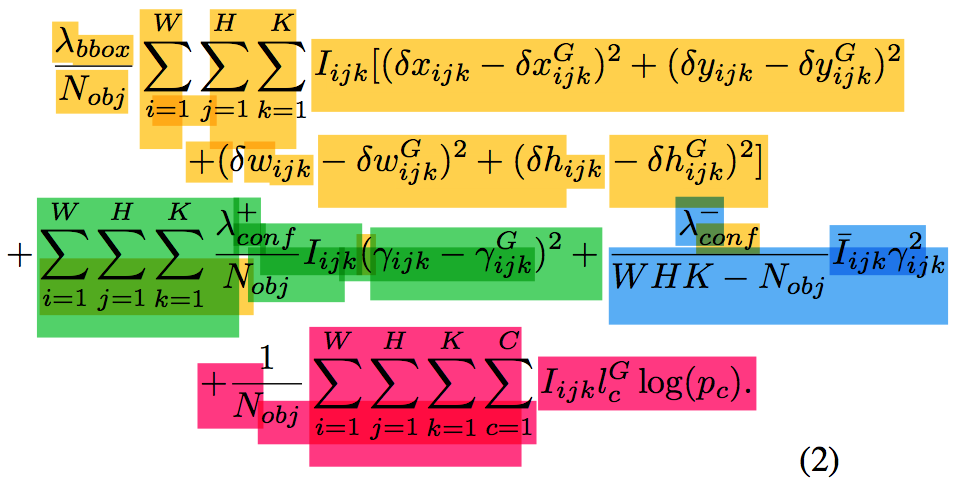 \frac{\lambda_{bbox}}{N_{obj}} \sum_{i=1}^{W} \sum_{j=1}^{H} \sum_{k=1}^{K} I_{ijk}[(\delta x_{ijk} - \delta x_{ijk}^{G})^2 + (\delta y_{ijk} - \delta y_{ijk}^{G})^2
+(\delta w_{ijk} - \delta w_{ijk}^{G})^2 + (\delta h_{ijk} - \delta h_{ijk}^{G})^2]
+ \sum_{i=1}^{W} \sum_{j=1}^{H} \sum_{k=1}^{K} \frac{\lambda_{conf}^{+}}{N_{obj}} I_{ijk}(\gamma_{ijk} - \gamma_{ijk}^{G})^2 + \frac{\lambda_{conf}^{-}}{WHK - N_{obj}} \bar{I}_{ijk} \gamma_{ijk}^2
+ \frac{1}{N_{obj}} \sum_{i=1}^{W} \sum_{j=1}^{H} \sum_{k=1}^{K} \sum_{c=1}^{C} I_{ijk} l_c^{G} \log(p_c).
(2)